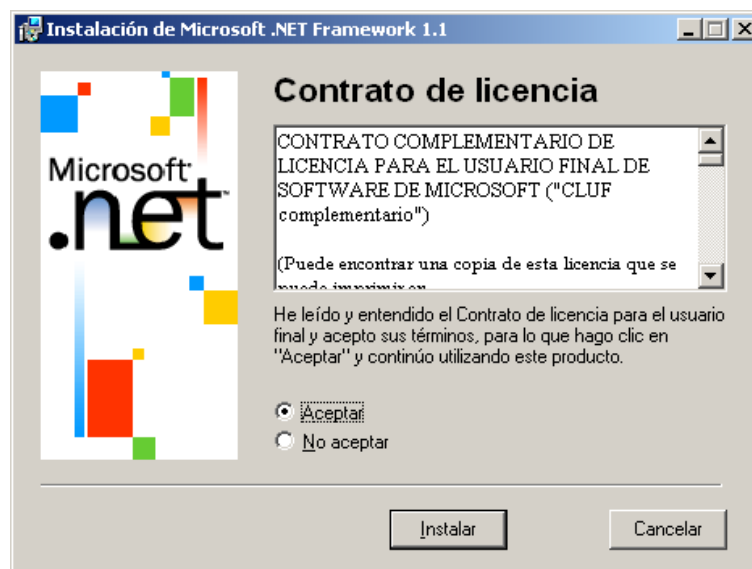 Instalación de Microsoft .NET Framework 1.1
Contrato de licencia
Microsoft
.net
CONTRATO COMPLEMENTARIO DE
LICENCIA PARA EL USUARIO FINAL DE
SOFTWARE DE MICROSOFT ("CLUF
complementario")
(Puede encontrar una copia de esta licencia que se
puede imprimir en
He leído y entendido el Contrato de licencia para el usuario
final y acepto sus términos, para lo que hago clic en
"Aceptar" y continúo utilizando este producto.
Aceptar
No aceptar
Instalar
Cancelar